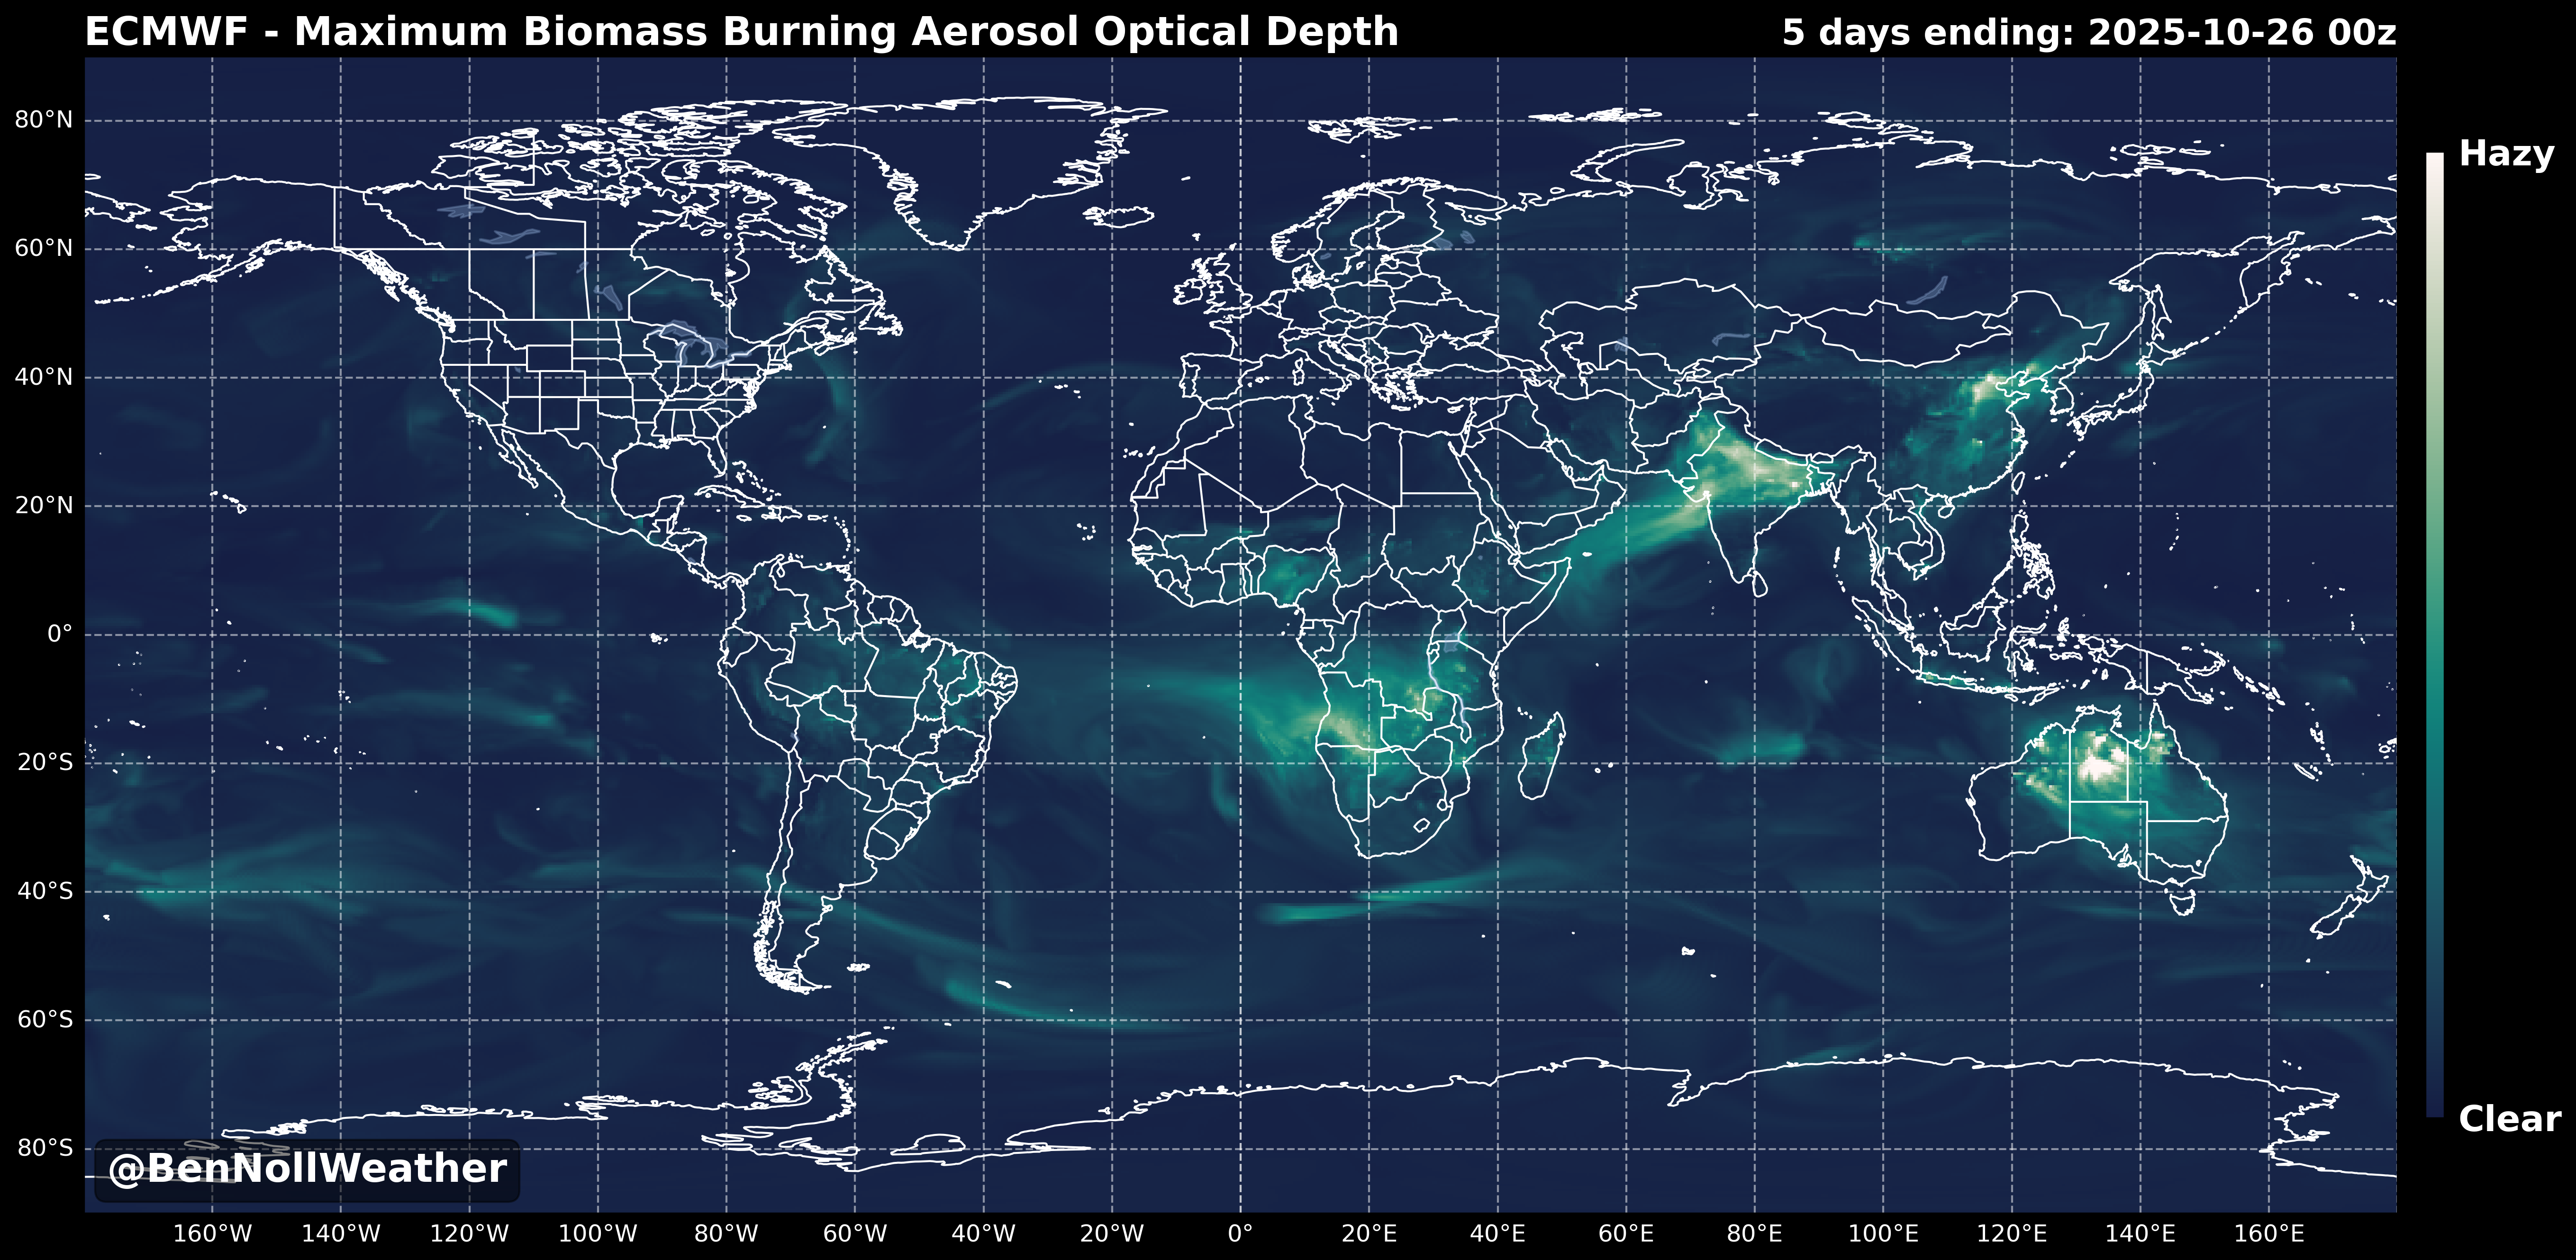 ECMWF - Maximum Biomass Burning Aerosol Optical Depth
5 days ending: 2025-10-26 00z
Hazy
80°N
60°N
40°N
20°N
0°
20°S
40°S
60°S
80°S
Clear
@BenNollWeather
160°W 140°W 120°W 100°W 80°W 60°W 40°W 20°W 0° 20°E 40°E 60°E 80°E 100°E 120°E 140°E 160°E